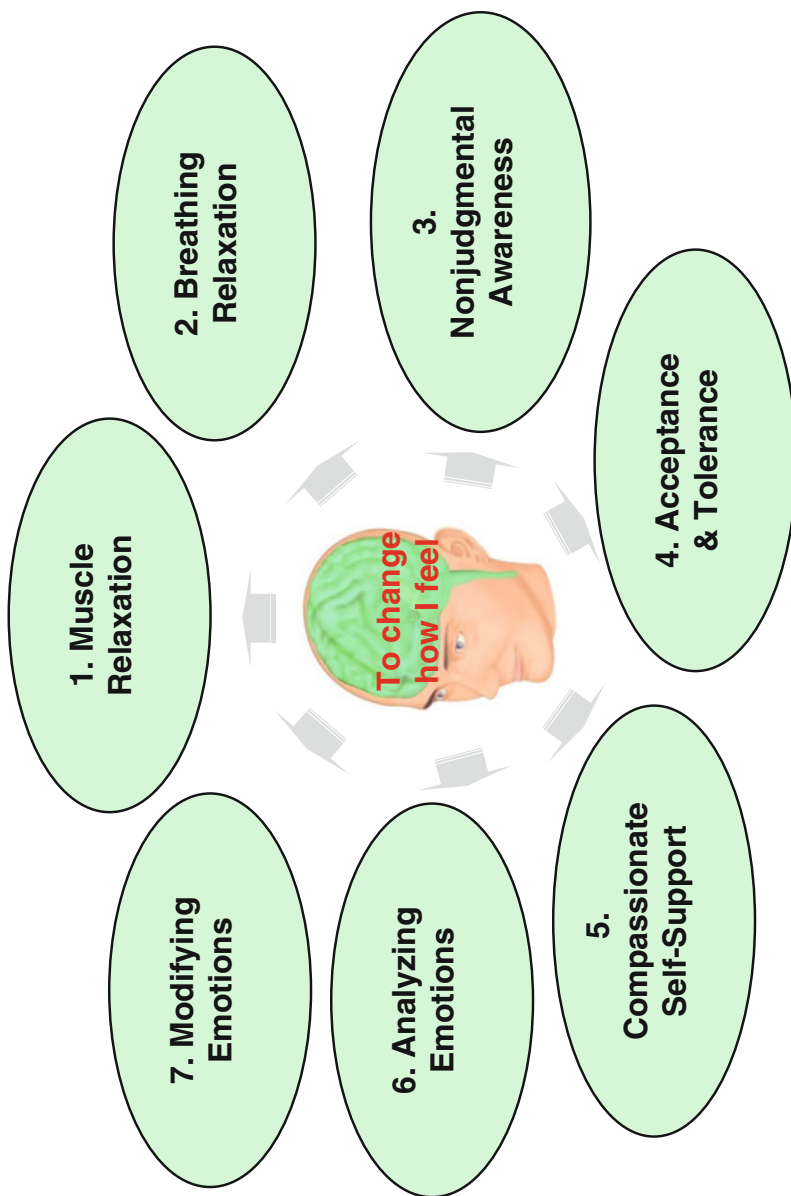 1. Muscle
Relaxation
2. Breathing
Relaxation
3.
Nonjudgmental
Awareness
4. Acceptance
& Tolerance
5.
Compassionate
Self-Support
6. Analyzing
Emotions
7. Modifying
Emotions
To change
how I feel